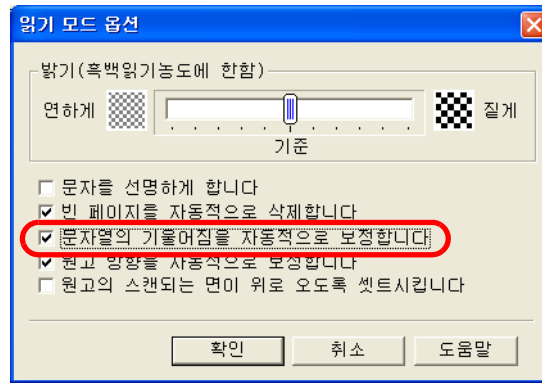 읽기 모드 옵션
밝기(흑백읽기농도에 한함)
연하게 짙게
기준
문자를 선명하게 합니다
빈 페이지를 자동적으로 삭제합니다
문자열의 기울어짐을 자동적으로 보정합니다
원고 방향을 자동적으로 보정합니다
원고의 스캔되는 면이 위로 오도록 셋트시킵니다
확인 취소 도움말